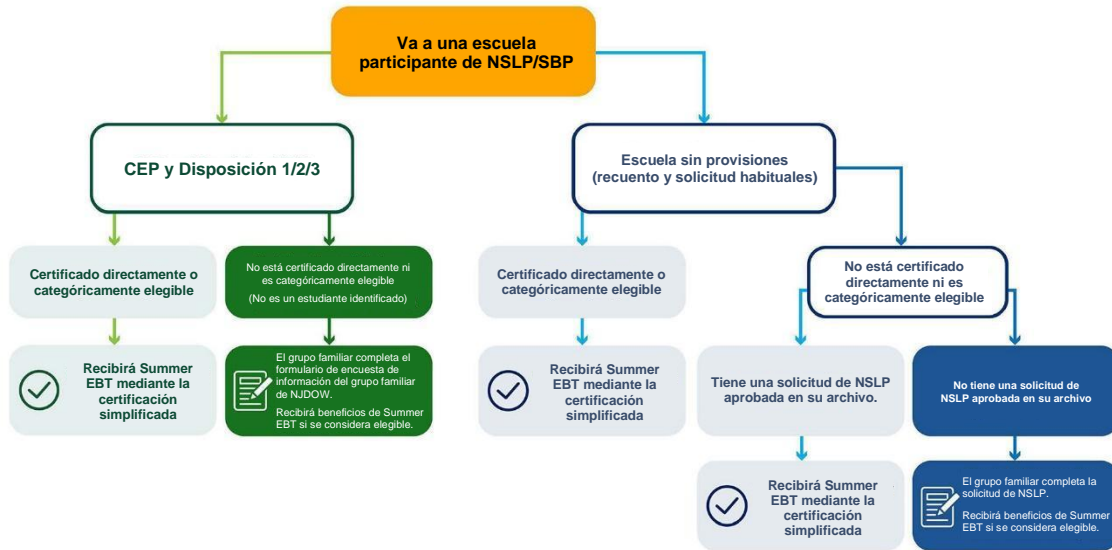 Va a una escuela
participante de NSLP/SBP
CEP y Disposición 1/2/3
Escuela sin provisiones
(recuento y solicitud habituales)
Certificado directamente o
categóricamente elegible
No está certificado directamente ni
es categóricamente elegible
(No es un estudiante identificado)
Certificado directamente o
categóricamente elegible
No está certificado
directamente ni es
categóricamente elegible
Recibirá Summer
EBT mediante la
certificación
simplificada
El grupo familiar completa el
formulario de encuesta de
información del grupo familiar
de NJDOW.
Recibirá beneficios de Summer
EBT si se considera elegible.
Recibirá Summer
EBT mediante la
certificación
simplificada
Tiene una solicitud de NSLP
aprobada en su archivo.
No tiene una solicitud de
NSLP aprobada en su archivo
Recibirá Summer
EBT mediante la
certificación
simplificada
El grupo familiar completa la
solicitud de NSLP.
Recibirá beneficios de Summer
EBT si se considera elegible.